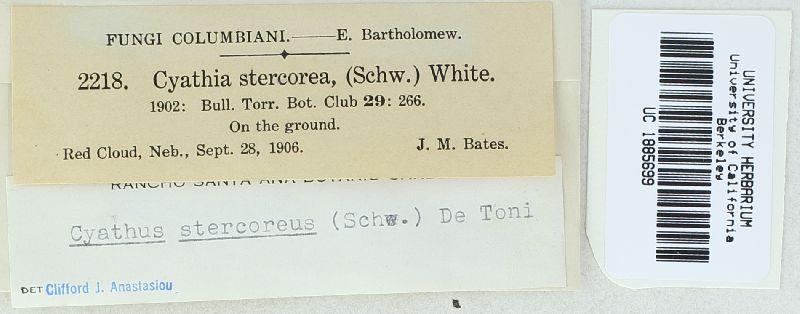 FUNGI COLUMBIANI.——E. Bartholomew.
2218. Cyathia stercorea, (Schw.) White.
1902: Bull. Torr. Bot. Club 29: 266.
On the ground.
Red Cloud, Neb., Sept. 28, 1906. J. M. Bates.
RANCHO SANTA ANA BOTANIC
Cyathus stercoreus (Schw.) De Toni
DET Clifford J. Anastasiou
UNIVERSITY HERBARIUM
University of California
Berkeley
UC 1885699